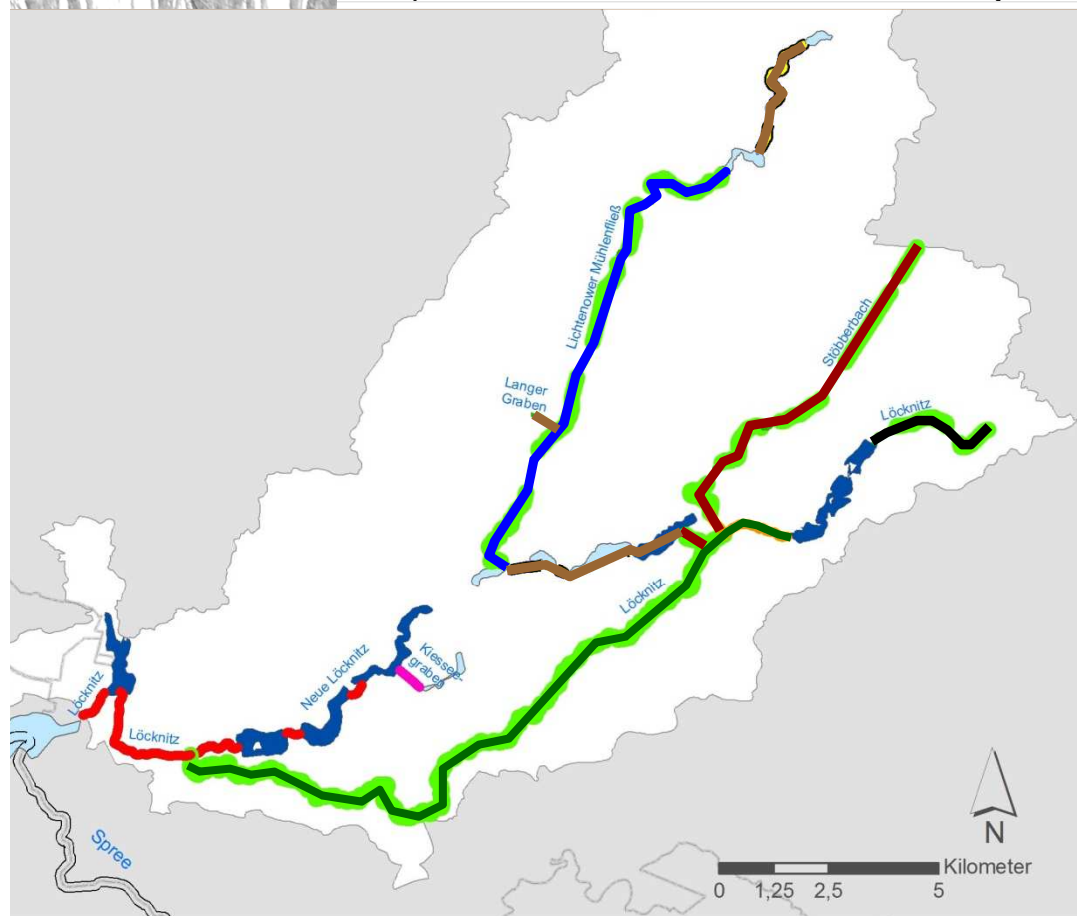 Lichtenower Mühlenfließ
Stöbberbach
Langer
Graben
Löcknitz
Löcknitz
Kiessee-
graben
Neue Löcknitz
Löcknitz
Löcknitz
Spree
N
Kilometer
0 1,25 2,5 5